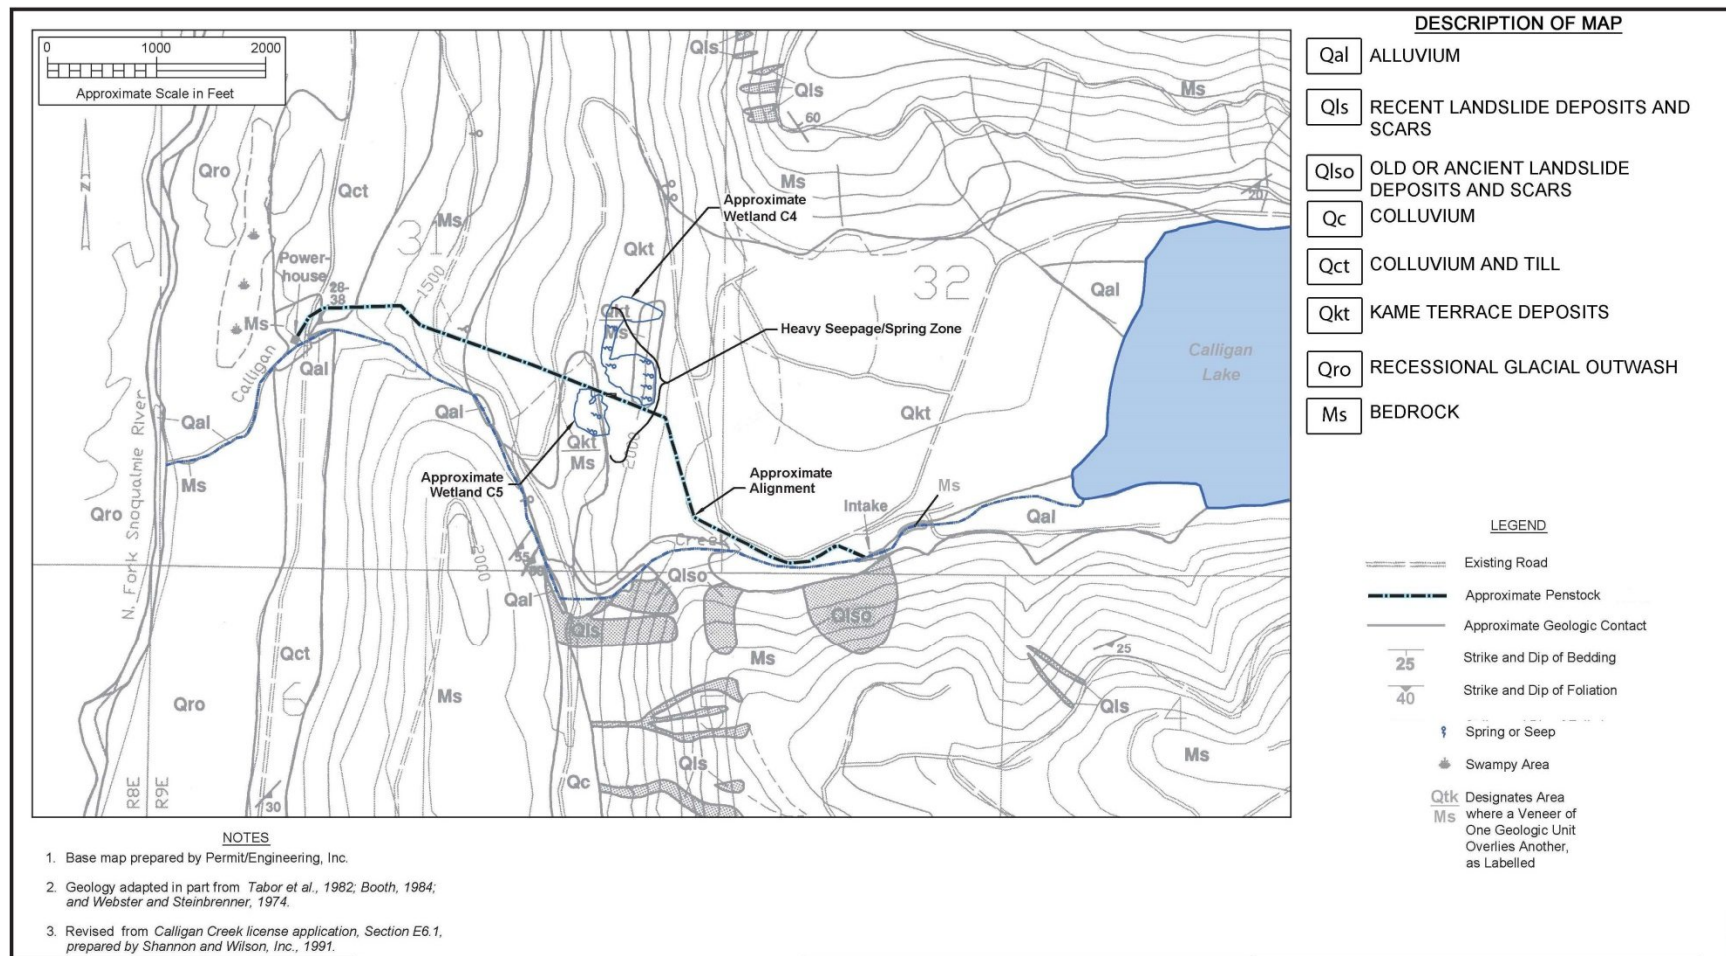 0 1000 2000
Approximate Scale in Feet
N
Qls
Qls
60
Ms
Qro
Qct
Ms
31
Ms
Approximate
Wetland C4
Qkt
20
32
Power-
house
28-
38
1500
Qal
Qkt
Ms
Heavy Seepage/Spring Zone
Ms
Calligan
Qal
Calligan
Lake
Qal
Qal
Qkt
Qkt
Ms
2000
Approximate
Wetland C5
Approximate
Alignment
Ms
Intake
Ms
Qro
N. Fork Snoqualmie River
2000
Creek
Qal
55
Qlso
Qal
Qls
Qlso
Ms
25
Qct
6
Ms
Qro
5
Qls
4
Ms
Qls
Qc
R8E
R9E
30
DESCRIPTION OF MAP
Qal ALLUVIUM
Qls RECENT LANDSLIDE DEPOSITS AND
SCARS
Qlso OLD OR ANCIENT LANDSLIDE
DEPOSITS AND SCARS
Qc COLLUVIUM
Qct COLLUVIUM AND TILL
Qkt KAME TERRACE DEPOSITS
Qro RECESSIONAL GLACIAL OUTWASH
Ms BEDROCK
LEGEND
Existing Road
Approximate Penstock
Approximate Geologic Contact
25 Strike and Dip of Bedding
40 Strike and Dip of Foliation
Spring or Seep
Swampy Area
Qtk Designates Area
Ms where a Veneer of
One Geologic Unit
Overlies Another,
as Labelled
NOTES
1. Base map prepared by Permit/Engineering, Inc.
2. Geology adapted in part from Tabor et al., 1982; Booth, 1984;
and Webster and Steinbrenner, 1974.
3. Revised from Calligan Creek license application, Section E6.1,
prepared by Shannon and Wilson, Inc., 1991.